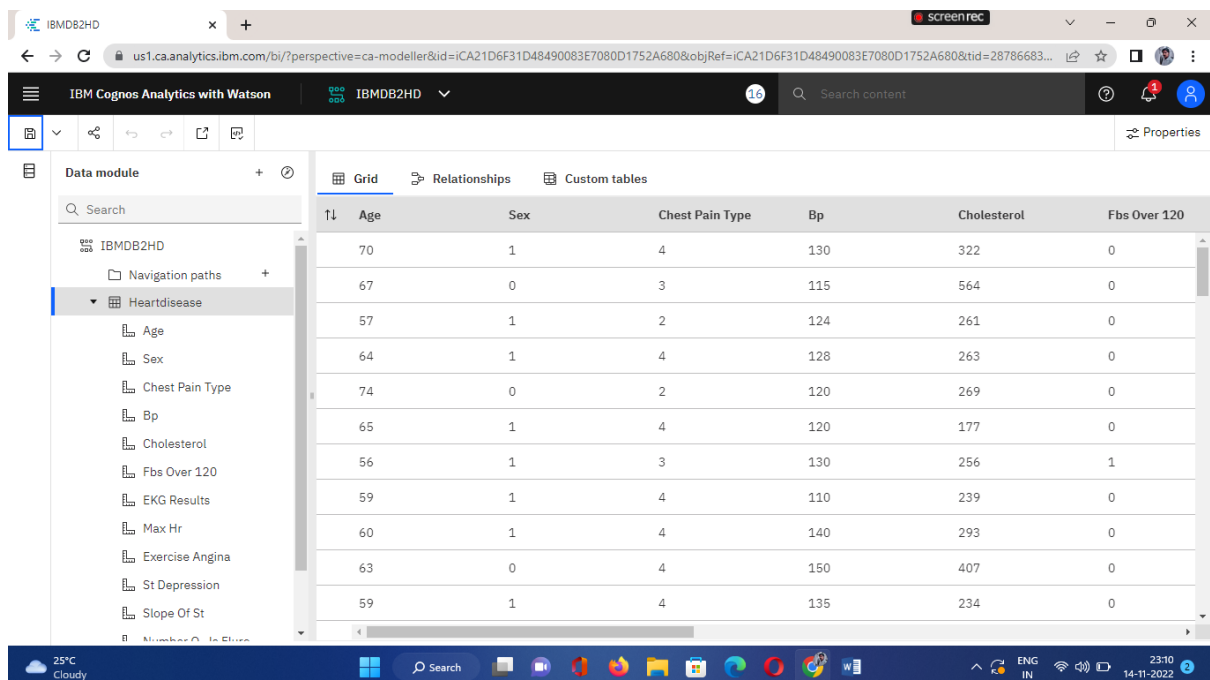 IBMDB2HD
screenrec
us1.ca.analytics.ibm.com/bi/?perspective=ca-modeller&id=iCA21D6F31D48490083E7080D1752A680&objRef=iCA21D6F31D48490083E7080D1752A680&tid=28786683...
IBM Cognos Analytics with Watson IBMDB2HD 16 Search content 1
Properties
Data module
Grid Relationships Custom tables
Search
Age Sex Chest Pain Type Bp Cholesterol Fbs Over 120
IBMDB2HD
Navigation paths
Heartdisease
Age
Sex
Chest Pain Type
Bp
Cholesterol
Fbs Over 120
EKG Results
Max Hr
Exercise Angina
St Depression
Slope Of St
70 1 4 130 322 0
67 0 3 115 564 0
57 1 2 124 261 0
64 1 4 128 263 0
74 0 2 120 269 0
65 1 4 120 177 0
56 1 3 130 256 1
59 1 4 110 239 0
60 1 4 140 293 0
63 0 4 150 407 0
59 1 4 135 234 0
25°C
Cloudy
Search
ENG
IN
23:10
14-11-2022
2